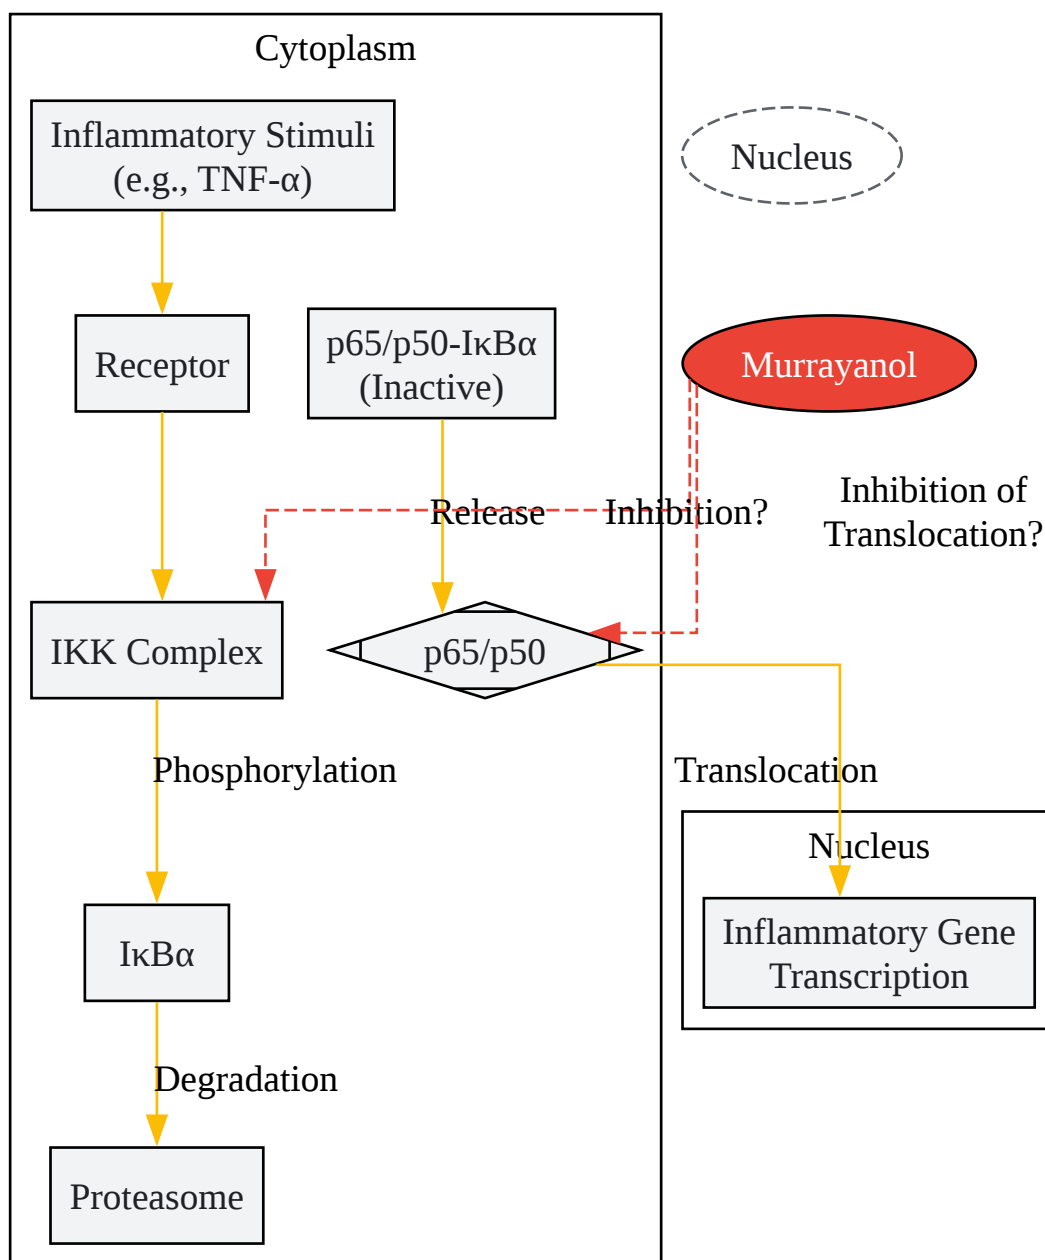 Cytoplasm
Inflammatory Stimuli
(e.g., TNF-α)
Nucleus
Receptor
p65/p50-IκBα
(Inactive)
Murrayanol
Release
Inhibition?
Inhibition of
Translocation?
IKK Complex
p65/p50
Phosphorylation
Translocation
Nucleus
IκBα
Inflammatory Gene
Transcription
Degradation
Proteasome